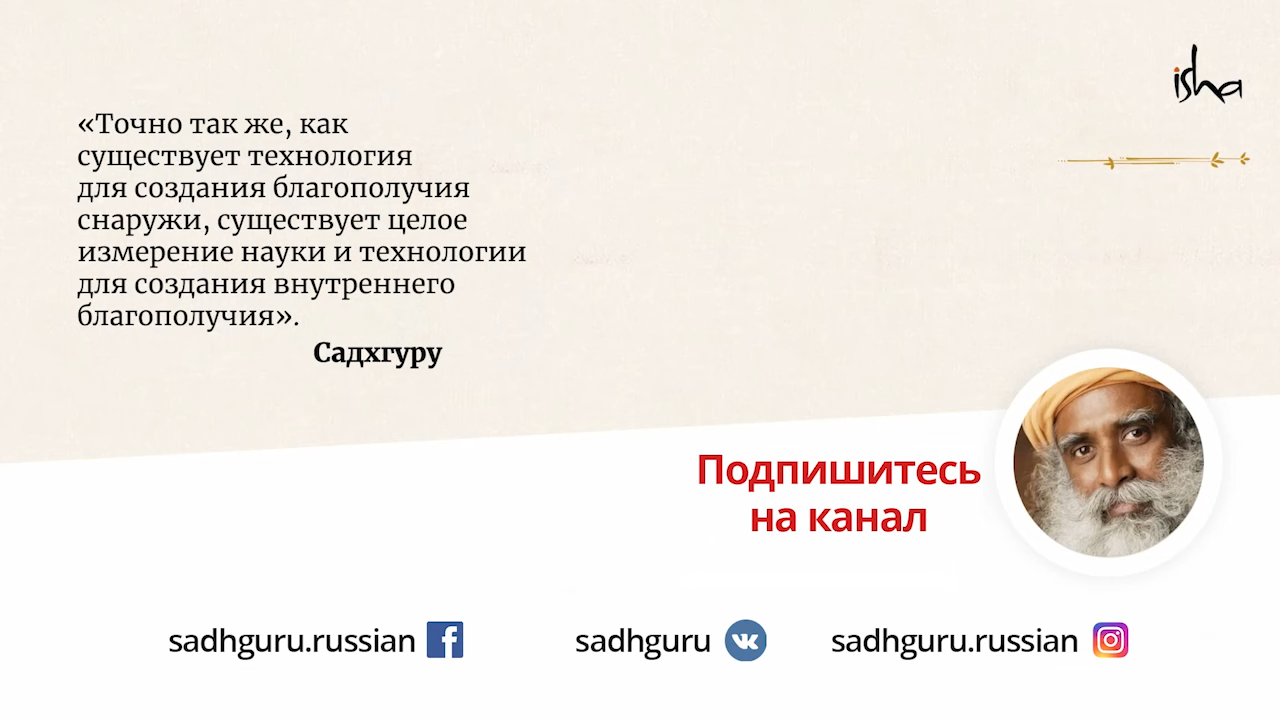 isha
«Точно так же, как
существует технология
для создания благополучия
снаружи, существует целое
измерение науки и технологии
для создания внутреннего
благополучия».
Садхгуру
Подпишитесь
на канал
sadhguru.russian
sadhguru
sadhguru.russian